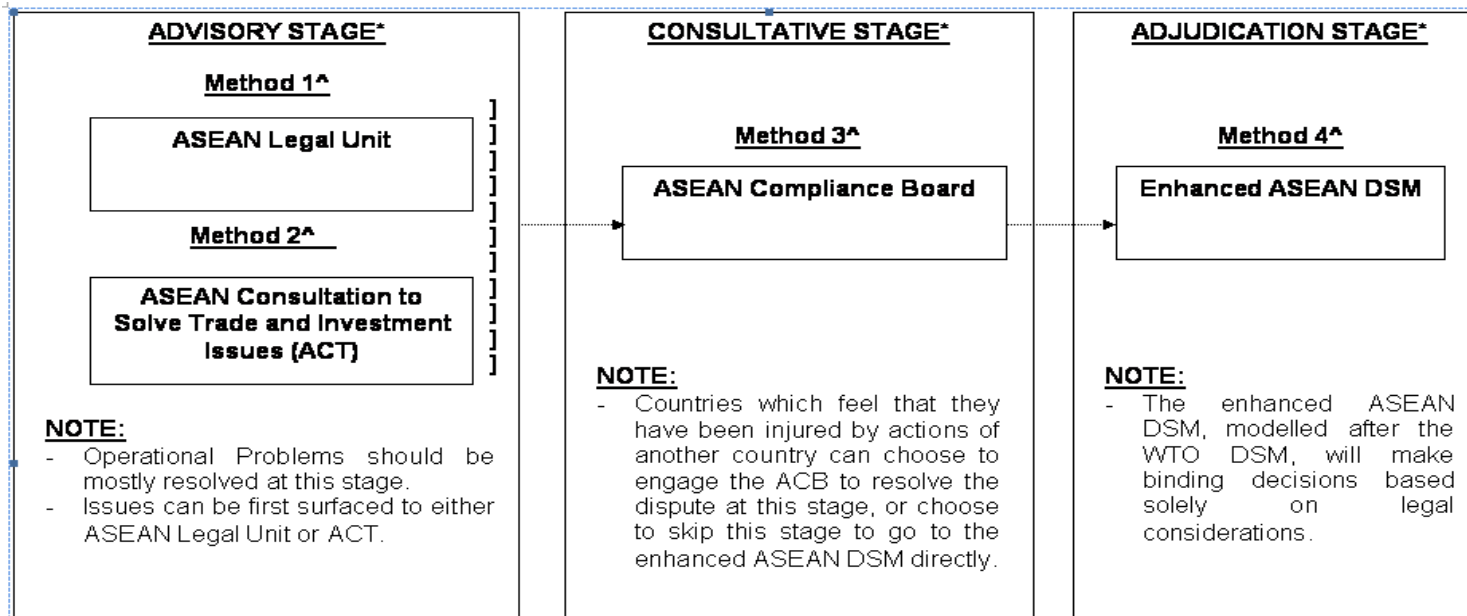 ADVISORY STAGE*
Method 1^
ASEAN Legal Unit
Method 2^
ASEAN Consultation to
Solve Trade and Investment
Issues (ACT)
]
]
]
]
]
]
]
]
]
]
]
NOTE:
- Operational Problems should be
mostly resolved at this stage.
- Issues can be first surfaced to either
ASEAN Legal Unit or ACT.
CONSULTATIVE STAGE*
Method 3^
ASEAN Compliance Board
NOTE:
- Countries which feel that they
have been injured by actions of
another country can choose to
engage the ACB to resolve the
dispute at this stage, or choose
to skip this stage to go to the
enhanced ASEAN DSM directly.
ADJUDICATION STAGE*
Method 4^
Enhanced ASEAN DSM
NOTE:
- The enhanced ASEAN
DSM, modelled after the
WTO DSM, will make
binding decisions based
solely on legal
considerations.